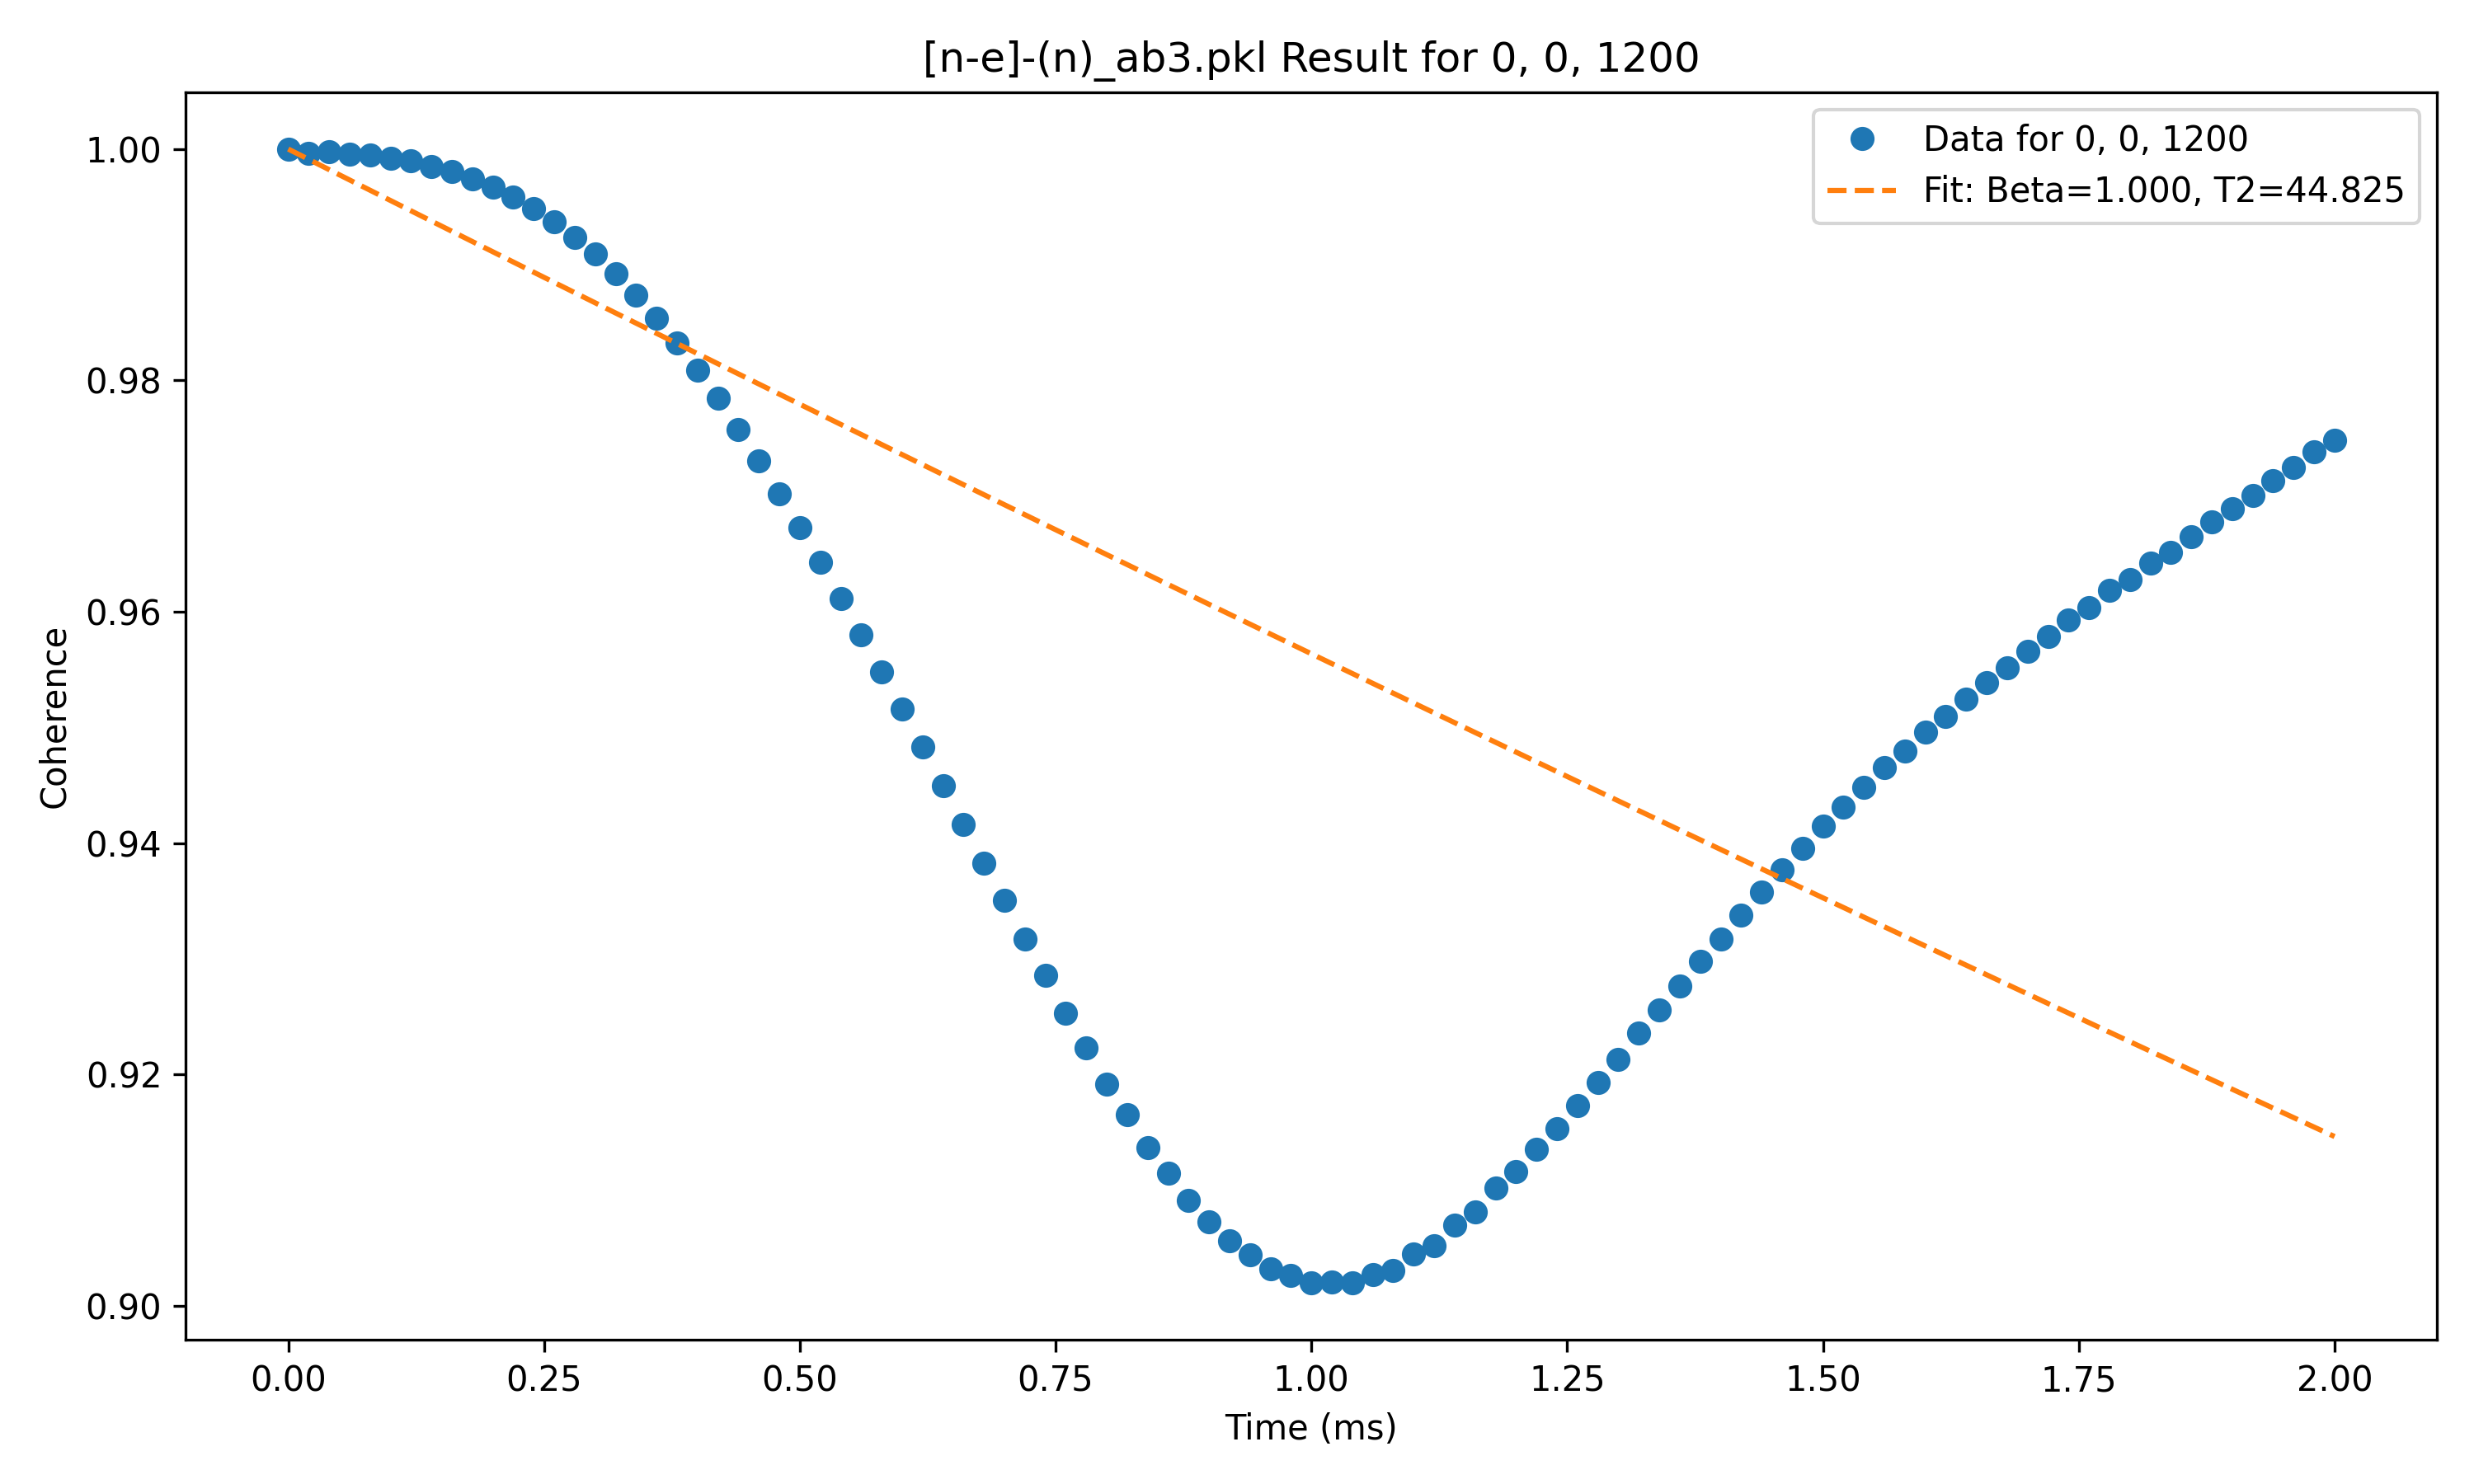 [n-e]-(n)_ab3.pkl Result for 0, 0, 1200
Data for 0, 0, 1200
Fit: Beta=1.000, T2=44.825
Coherence
1.00
0.98
0.96
0.94
0.92
0.90
0.00 0.25 0.50 0.75 1.00 1.25 1.50 1.75 2.00
Time (ms)